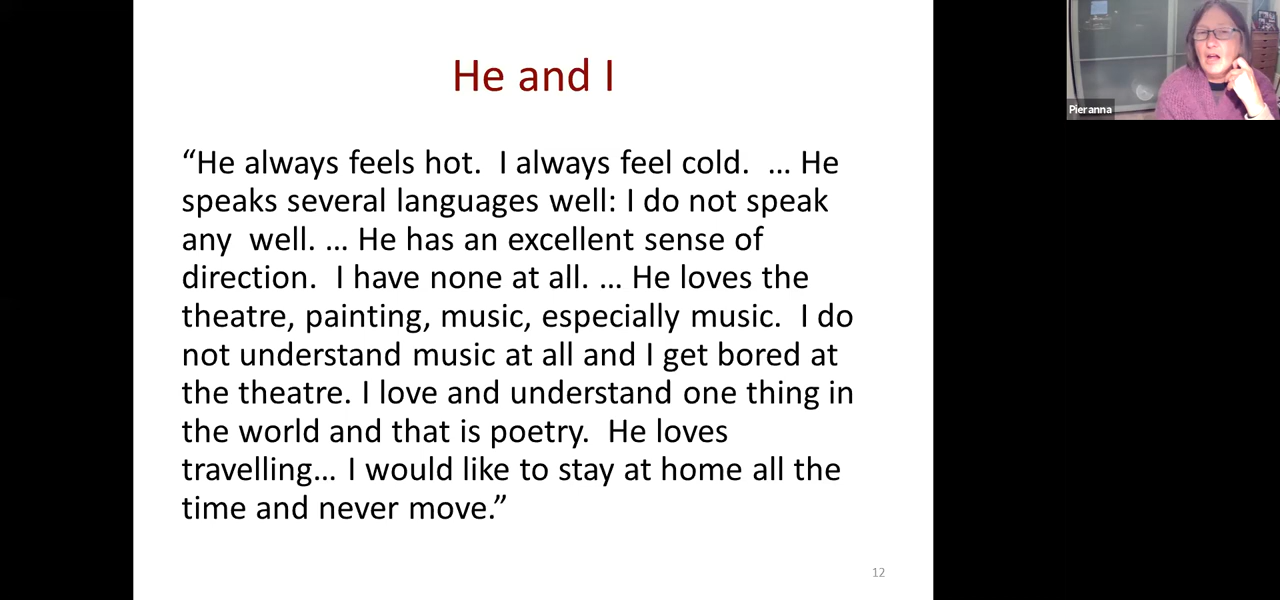 He and I
“He always feels hot.  I always feel cold.  … He
speaks several languages well: I do not speak
any  well. … He has an excellent sense of
direction.  I have none at all. … He loves the
theatre, painting, music, especially music.  I do
not understand music at all and I get bored at
the theatre. I love and understand one thing in
the world and that is poetry.  He loves
travelling… I would like to stay at home all the
time and never move.”
12
Pieranna